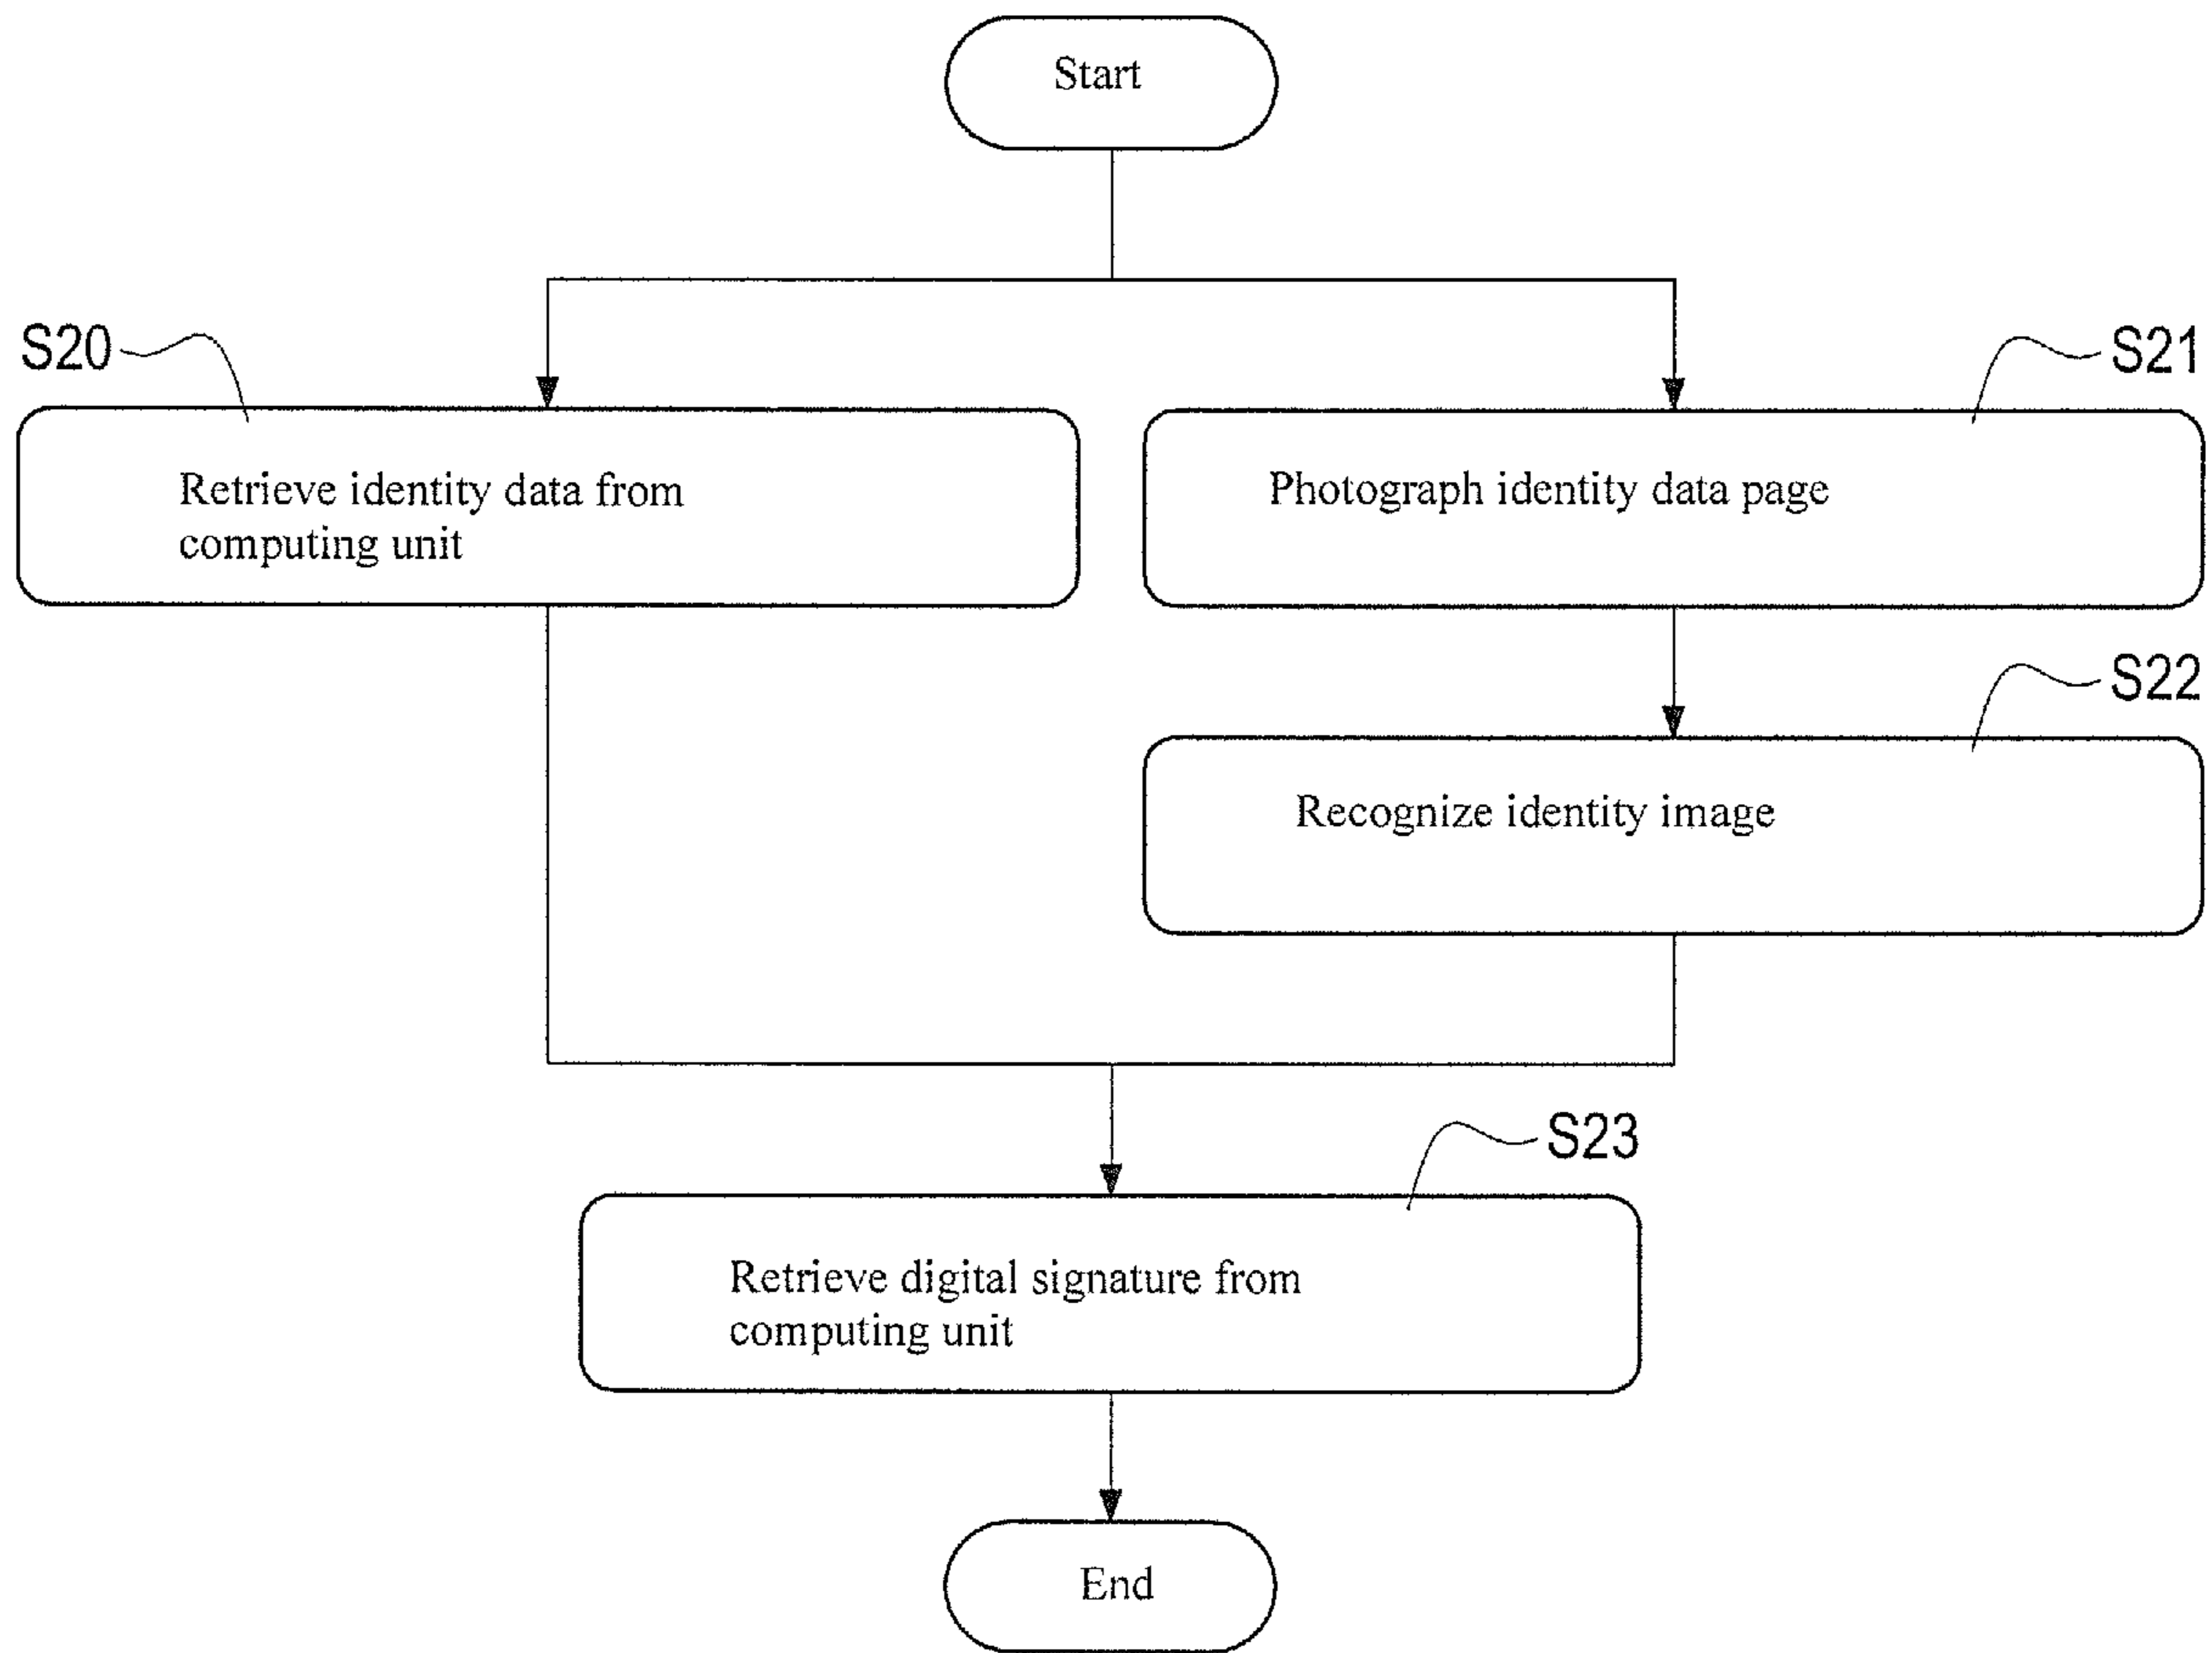 Start
S20
S21
Retrieve identity data from
computing unit
Photograph identity data page
S22
Recognize identity image
S23
Retrieve digital signature from
computing unit
End